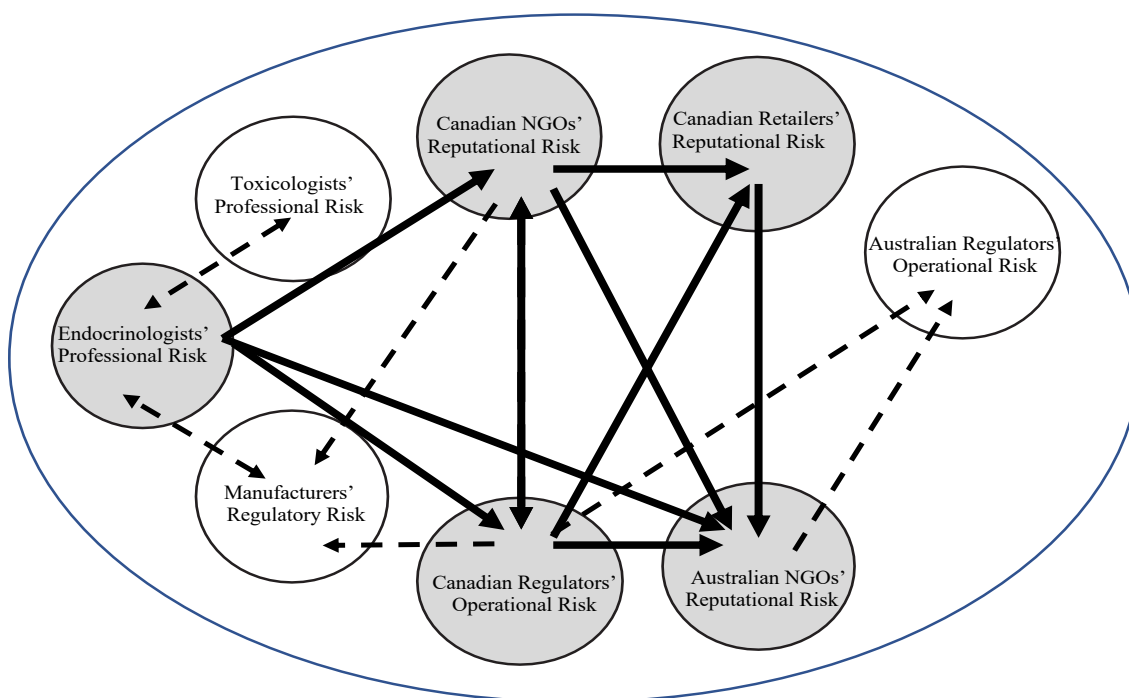 Canadian NGOs’
Reputational Risk
Canadian Retailers’
Reputational Risk
Toxicologists’
Professional Risk
Australian Regulators’
Operational Risk
Endocrinologists’
Professional Risk
Manufacturers’
Regulatory Risk
Canadian Regulators’
Operational Risk
Australian NGOs’
Reputational Risk